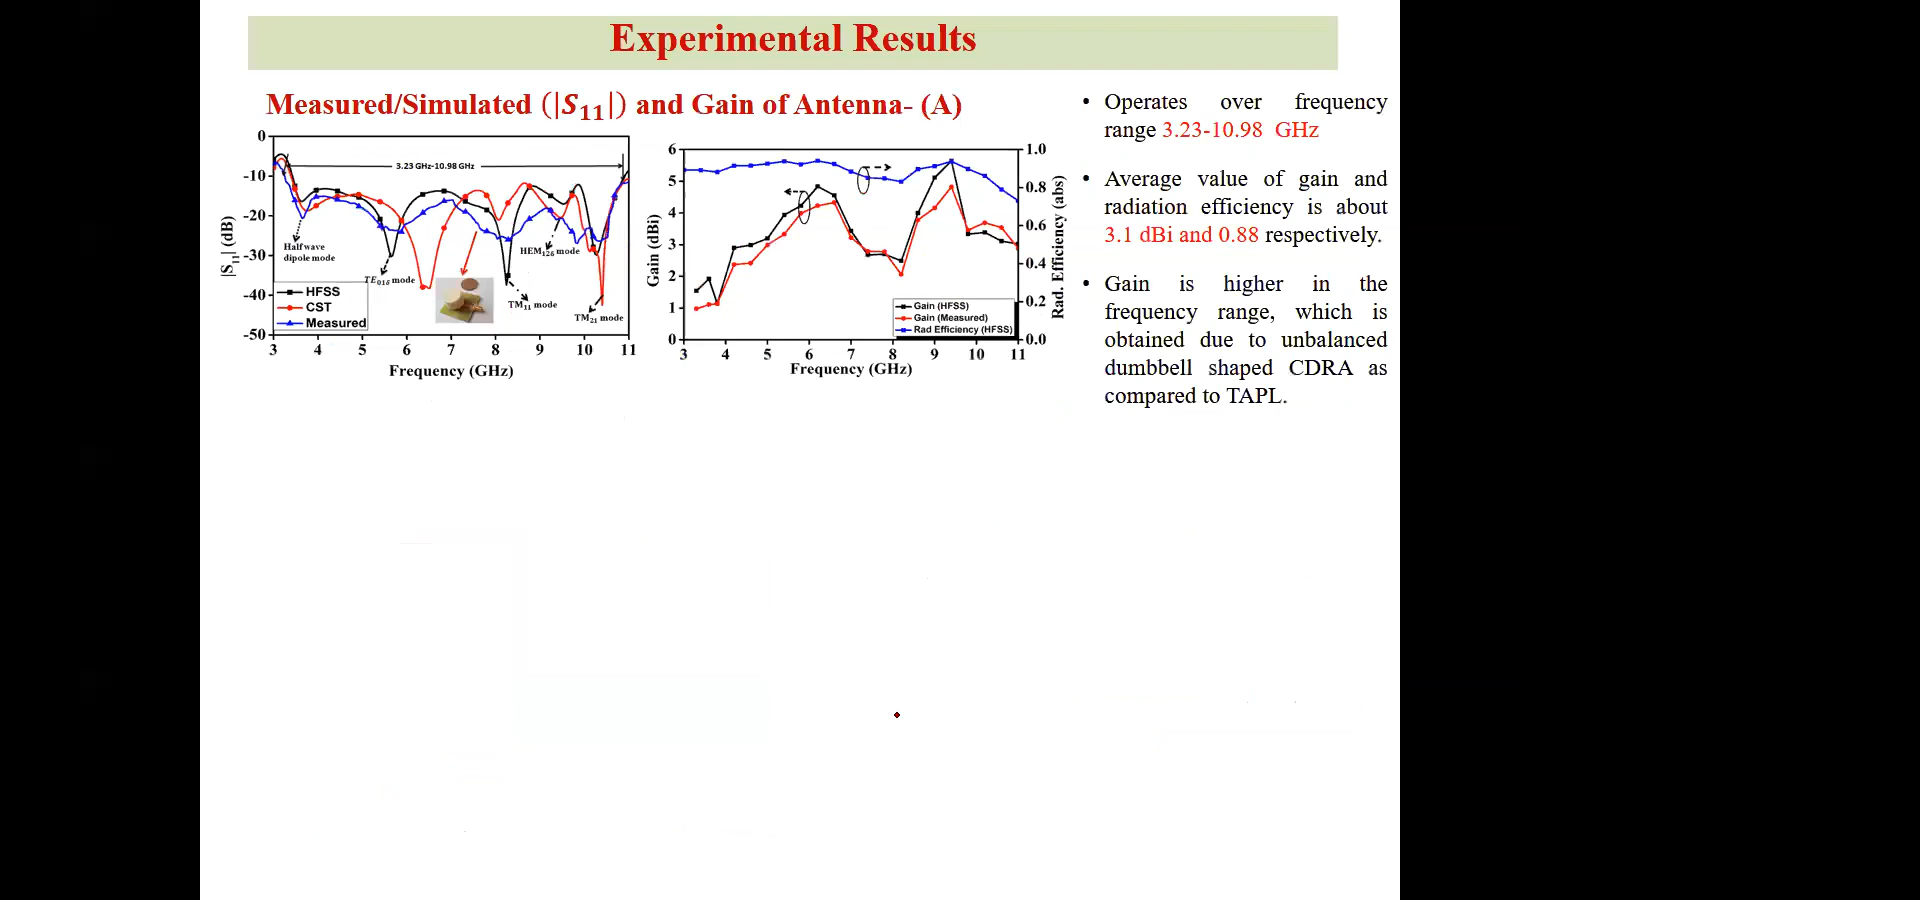 Experimental Results
Measured/Simulated (|S₁₁|) and Gain of Antenna- (A)
0
-10
-20
-30
-40
-50
|S₁₁| (dB)
3.23 GHz-10.98 GHz
Half wave
dipole mode
TE₀₁δ mode
HEM₁₂δ mode
TM₁₁ mode
TM₂₁ mode
HFSS
CST
Measured
3 4 5 6 7 8 9 10 11
Frequency (GHz)
6
5
4
3
2
1
0
Gain (dBi)
1.0
0.8
0.6
0.4
0.2
0.0
Rad. Efficiency (abs)
Gain (HFSS)
Gain (Measured)
Rad Efficiency (HFSS)
3 4 5 6 7 8 9 10 11
Frequency (GHz)
• Operates over frequency
range 3.23-10.98 GHz
• Average value of gain and
radiation efficiency is about
3.1 dBi and 0.88 respectively.
• Gain is higher in the
frequency range, which is
obtained due to unbalanced
dumbbell shaped CDRA as
compared to TAPL.